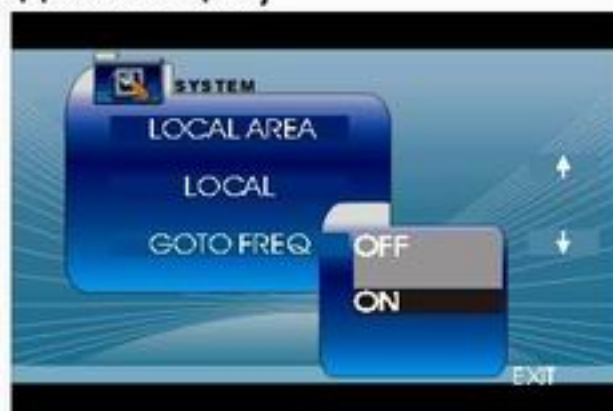 SYSTEM
LOCAL AREA
LOCAL
GOTO FREQ
OFF
ON
EXIT